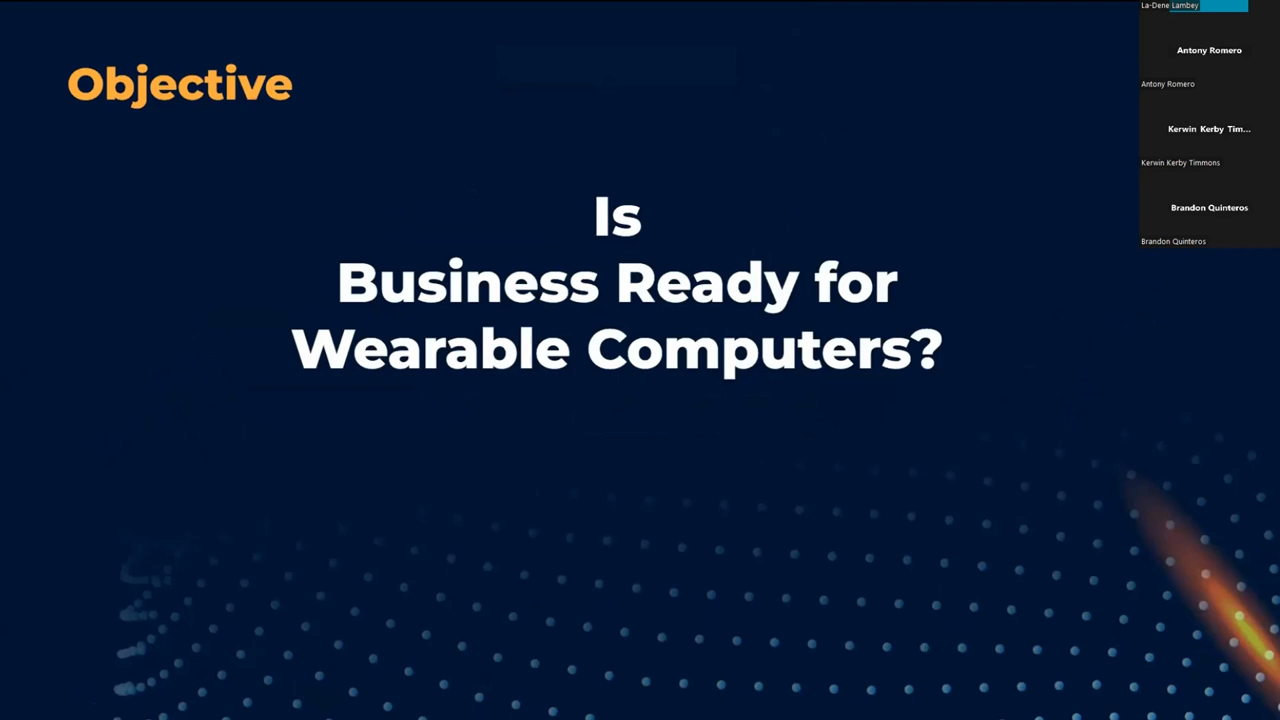 Objective
Is
Business Ready for
Wearable Computers?
La-Dene Lambey
Antony Romero
Antony Romero
Kerwin Kerby Tim...
Kerwin Kerby Timmons
Brandon Quinteros
Brandon Quinteros